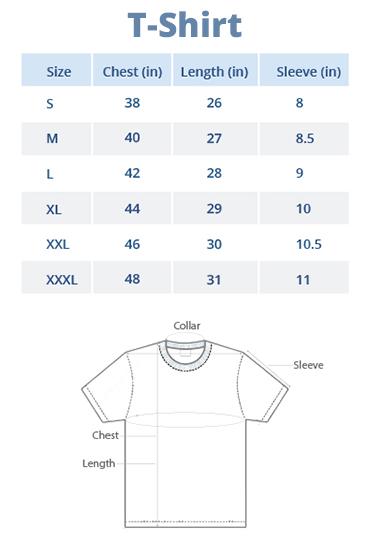 T-Shirt
Size Chest (in) Length (in) Sleeve (in)
S 38 26 8
M 40 27 8.5
L 42 28 9
XL 44 29 10
XXL 46 30 10.5
XXXL 48 31 11
Collar
Sleeve
Chest
Length